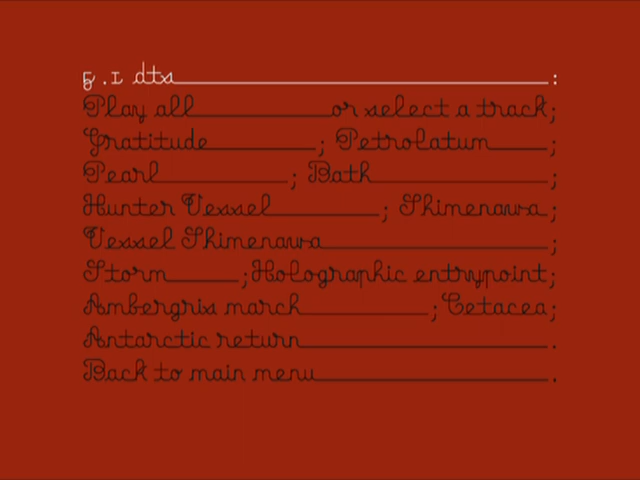 5.1 dts:
Play all or select a track;
Gratitude; Petrolatum;
Pearl; Bath;
Hunter Vessel; Shimenawa;
Vessel Shimenawa;
Storm; Holographic entrypoint;
Ambergris march; Cetacea;
Antarctic return.
Back to main menu.